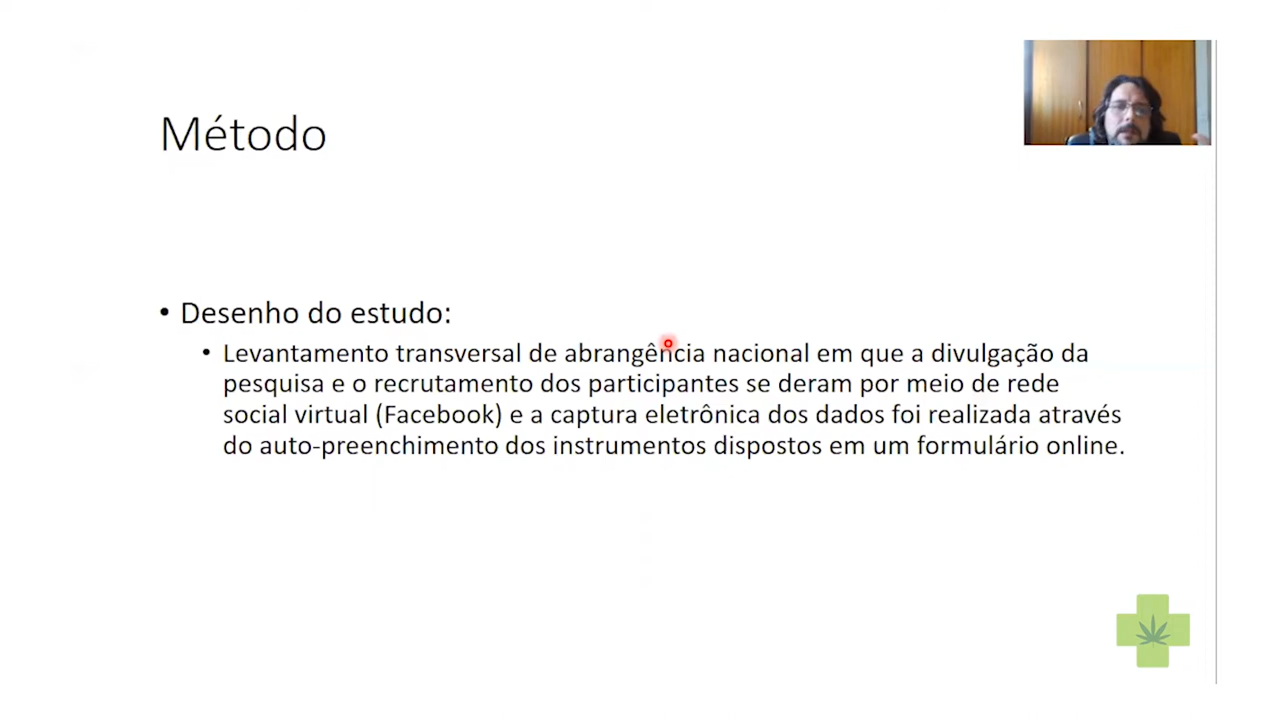 Método
• Desenho do estudo:
• Levantamento transversal de abrangência nacional em que a divulgação da
pesquisa e o recrutamento dos participantes se deram por meio de rede
social virtual (Facebook) e a captura eletrônica dos dados foi realizada através
do auto-preenchimento dos instrumentos dispostos em um formulário online.